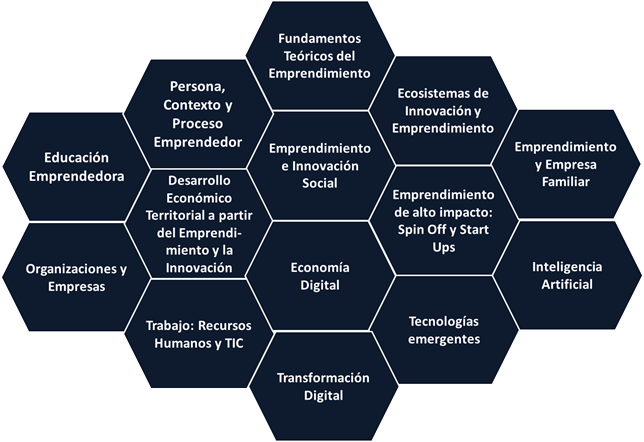 Fundamentos
Teóricos del
Emprendimiento
Persona,
Contexto y
Proceso
Emprendedor
Ecosistemas de
Innovación y
Emprendimiento
Educación
Emprendedora
Emprendimiento
e Innovación
Social
Emprendimiento
y Empresa
Familiar
Desarrollo
Económico
Territorial a partir
del Emprendi-
miento y la
Innovación
Emprendimiento
de alto impacto:
Spin Off y Start
Ups
Organizaciones y
Empresas
Economía
Digital
Inteligencia
Artificial
Trabajo: Recursos
Humanos y TIC
Tecnologías
emergentes
Transformación
Digital